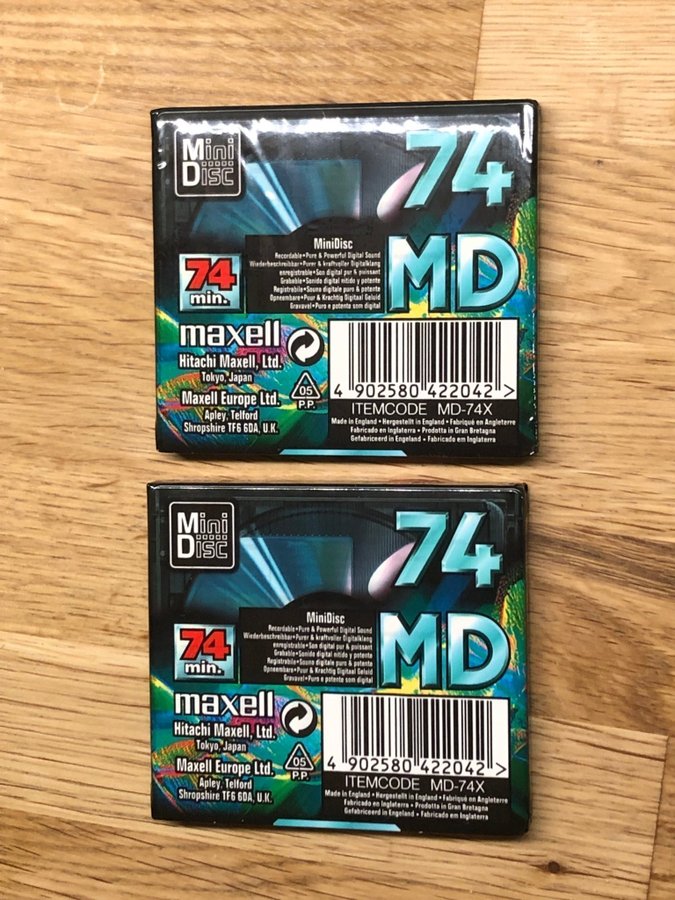 Mini
Disc
74
MD
MiniDisc
Recordable•Pure & Powerful Digital Sound
Wiederbeschreibbar•Purer & kraftvoller Digitalklang
enregistrable•Son digital pur & puissant
Grabable•Sonido digital nitido y potente
Registrabile•Suono digitale puro & potente
Opneembare•Puur & Krachtig Digitaal Geluid
Gravavel•Puro e potente som digital
74
min.
maxell
Hitachi Maxell, Ltd.
Tokyo, Japan
Maxell Europe Ltd.
Apley, Telford
Shropshire TF6 6DA, U.K.
05
P.P.
4 902580 422042 >
ITEMCODE MD-74X
Made in England • Hergestellt in England • Fabriqué en Angleterre
Fabricado en Inglaterra • Prodotto in Gran Bretagna
Gefabriceerd in Engeland • Fabricado em Inglaterra
Mini
Disc
74
MD
MiniDisc
Recordable•Pure & Powerful Digital Sound
Wiederbeschreibbar•Purer & kraftvoller Digitalklang
enregistrable•Son digital pur & puissant
Grabable•Sonido digital nitido y potente
Registrabile•Suono digitale puro & potente
Opneembare•Puur & Krachtig Digitaal Geluid
Gravavel•Puro e potente som digital
74
min.
maxell
Hitachi Maxell, Ltd.
Tokyo, Japan
Maxell Europe Ltd.
Apley, Telford
Shropshire TF6 6DA, U.K.
05
P.P.
4 902580 422042 >
ITEMCODE MD-74X
Made in England • Hergestellt in England • Fabriqué en Angleterre
Fabricado en Inglaterra • Prodotto in Gran Bretagna
Gefabriceerd in Engeland • Fabricado em Inglaterra